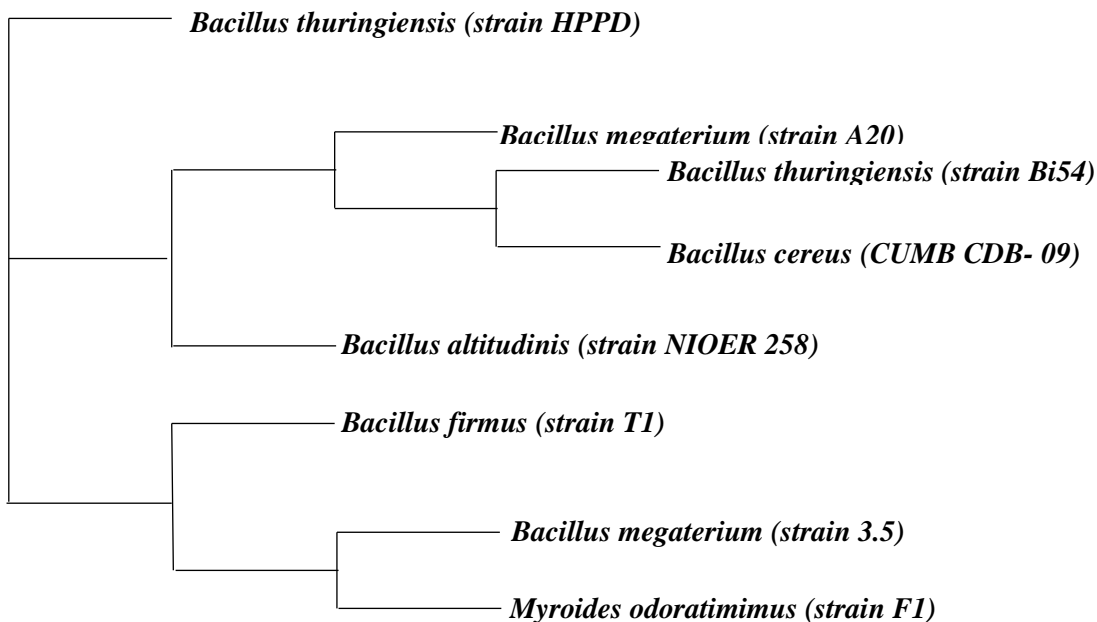 Bacillus thuringiensis (strain HPPD)
Bacillus megaterium (strain A20)
Bacillus thuringiensis (strain Bi54)
Bacillus cereus (CUMB CDB- 09)
Bacillus altitudinis (strain NIOER 258)
Bacillus firmus (strain T1)
Bacillus megaterium (strain 3.5)
Myroides odoratimimus (strain F1)